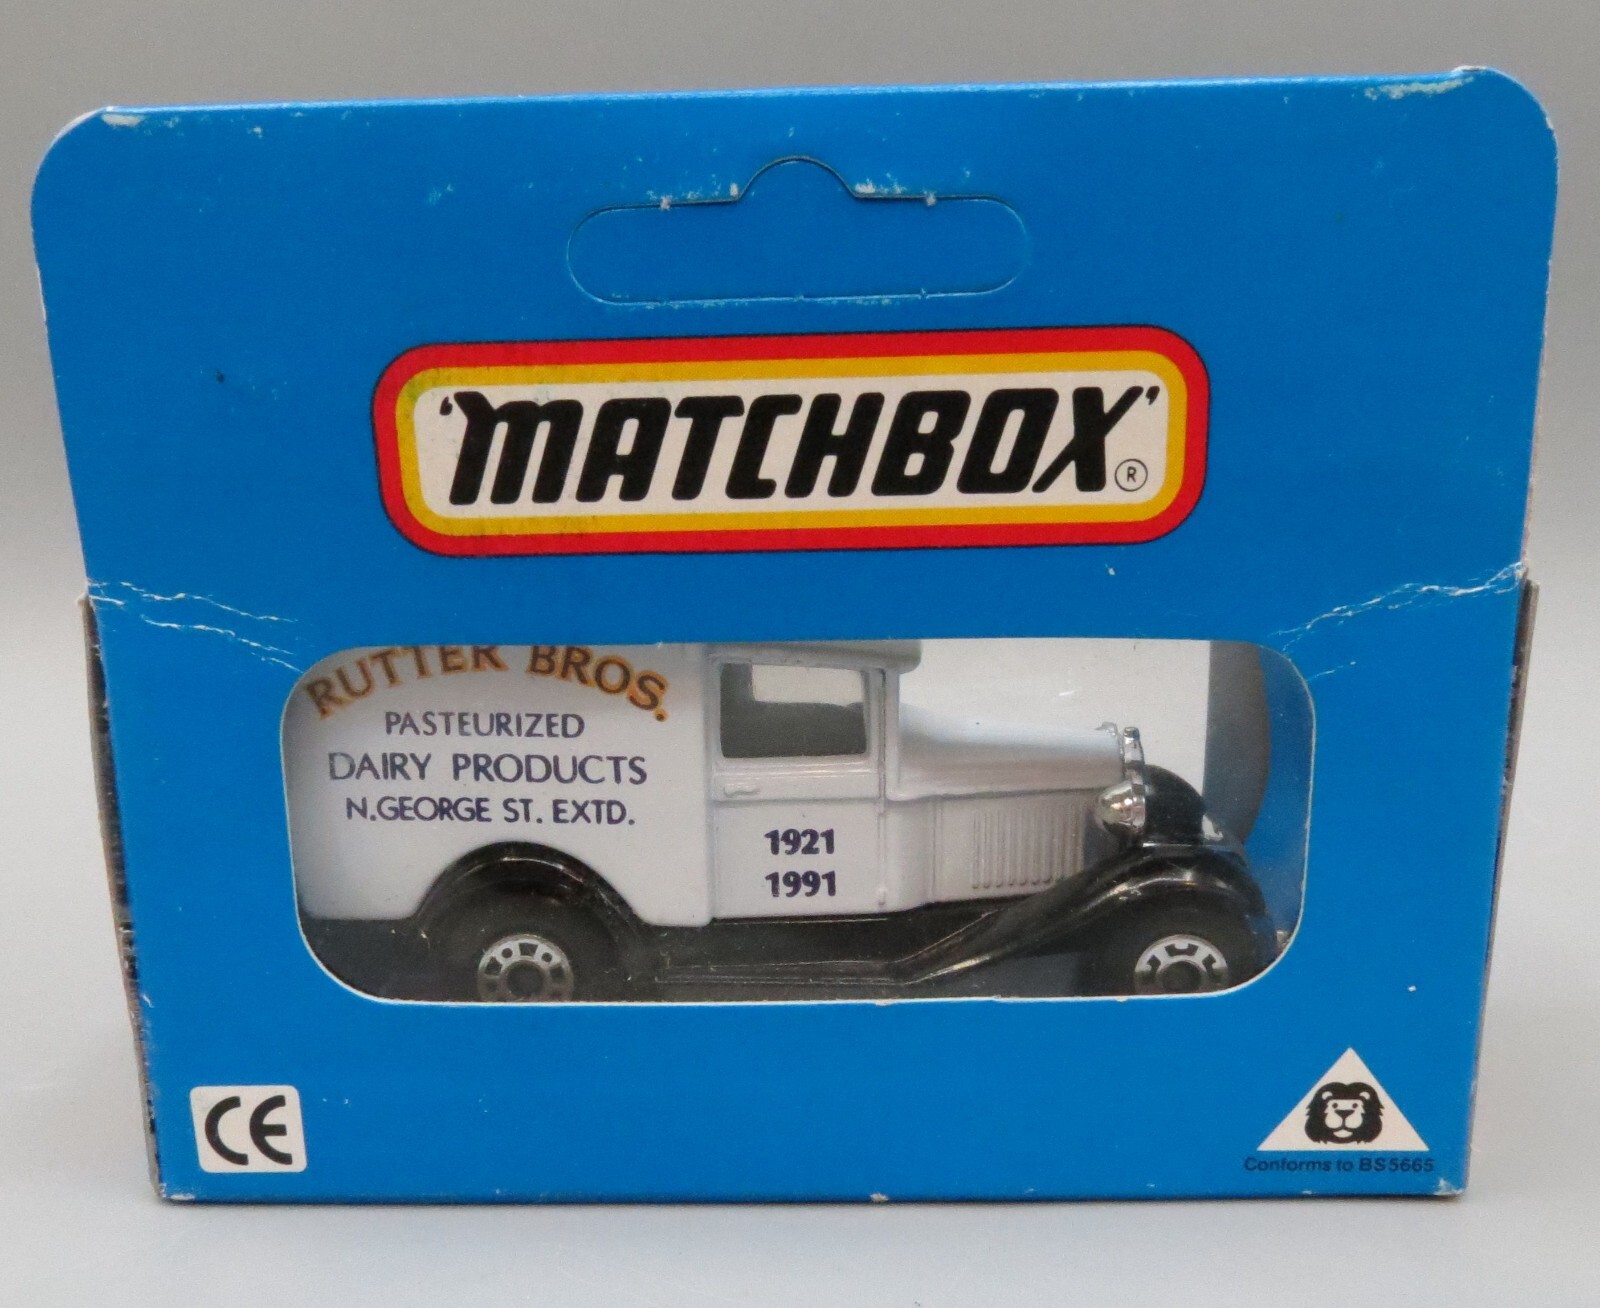 'MATCHBOX'®
RUTTER BROS.
PASTEURIZED
DAIRY PRODUCTS
N.GEORGE ST. EXTD.
1921
1991
CE
Conforms to BS5665